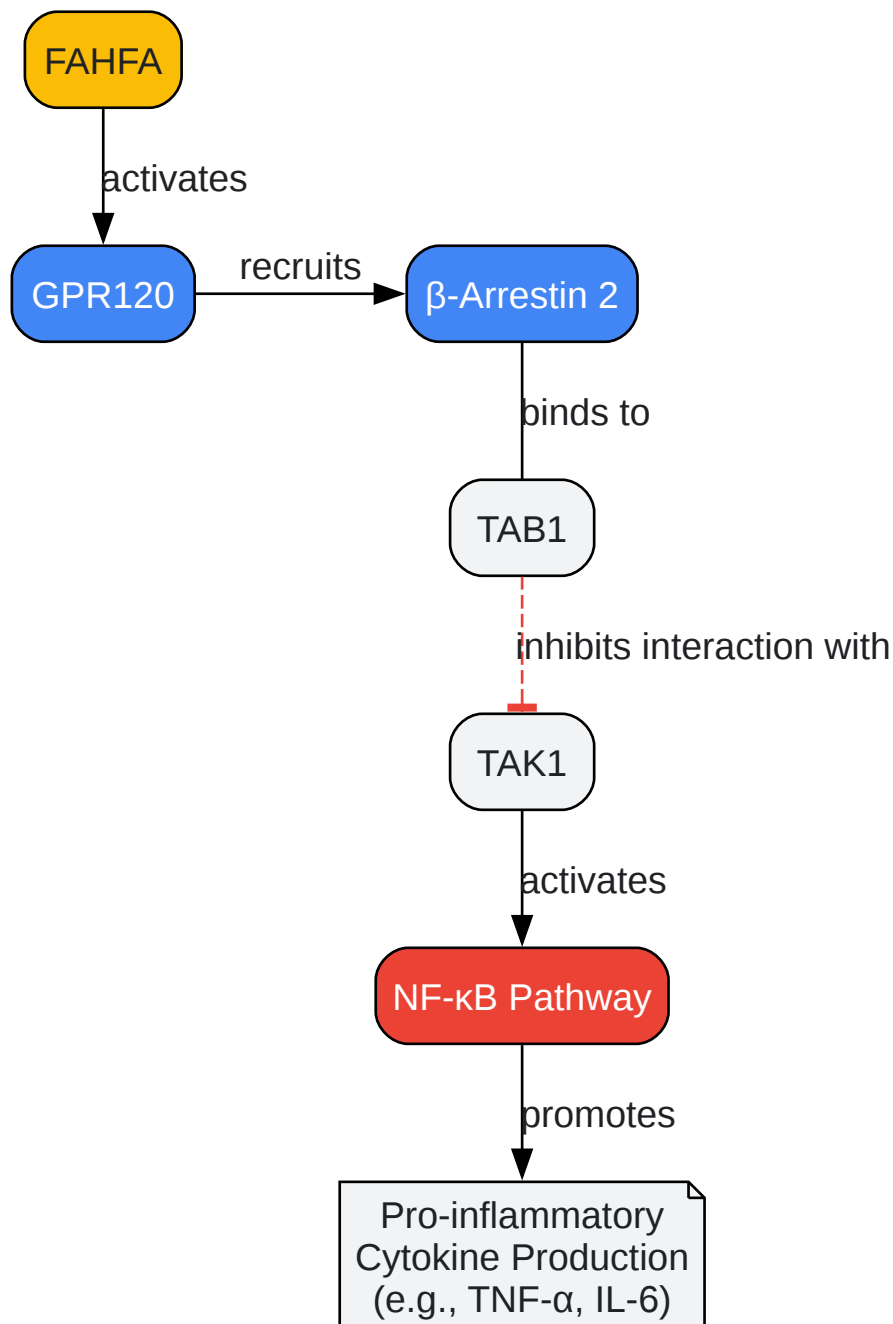 FAHFA
activates
GPR120
recruits
β-Arrestin 2
binds to
TAB1
inhibits interaction with
TAK1
activates
NF-κB Pathway
promotes
Pro-inflammatory
Cytokine Production
(e.g., TNF-α, IL-6)